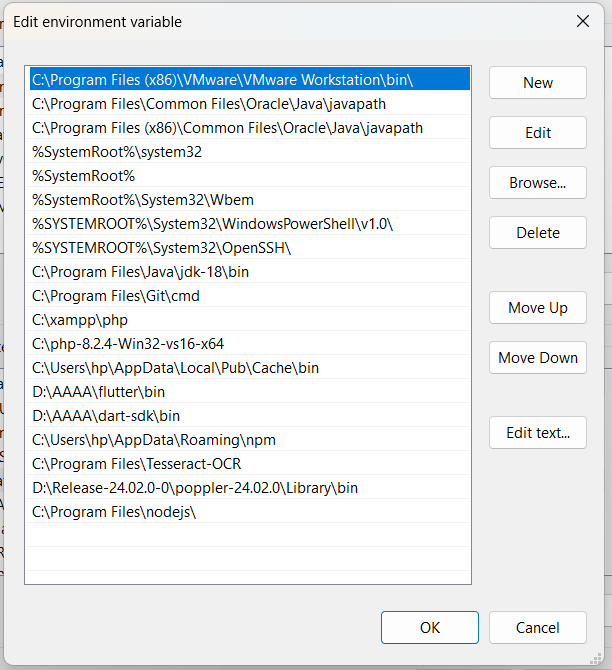 Edit environment variable
C:\Program Files (x86)\VMware\VMware Workstation\bin\
C:\Program Files\Common Files\Oracle\Java\javapath
C:\Program Files (x86)\Common Files\Oracle\Java\javapath
%SystemRoot%\system32
%SystemRoot%
%SystemRoot%\System32\Wbem
%SYSTEMROOT%\System32\WindowsPowerShell\v1.0\
%SYSTEMROOT%\System32\OpenSSH\
C:\Program Files\Java\jdk-18\bin
C:\Program Files\Git\cmd
C:\xampp\php
C:\php-8.2.4-Win32-vs16-x64
C:\Users\hp\AppData\Local\Pub\Cache\bin
D:\AAAA\flutter\bin
D:\AAAA\dart-sdk\bin
C:\Users\hp\AppData\Roaming\npm
C:\Program Files\Tesseract-OCR
D:\Release-24.02.0-0\poppler-24.02.0\Library\bin
C:\Program Files\nodejs\
New
Edit
Browse...
Delete
Move Up
Move Down
Edit text...
OK
Cancel